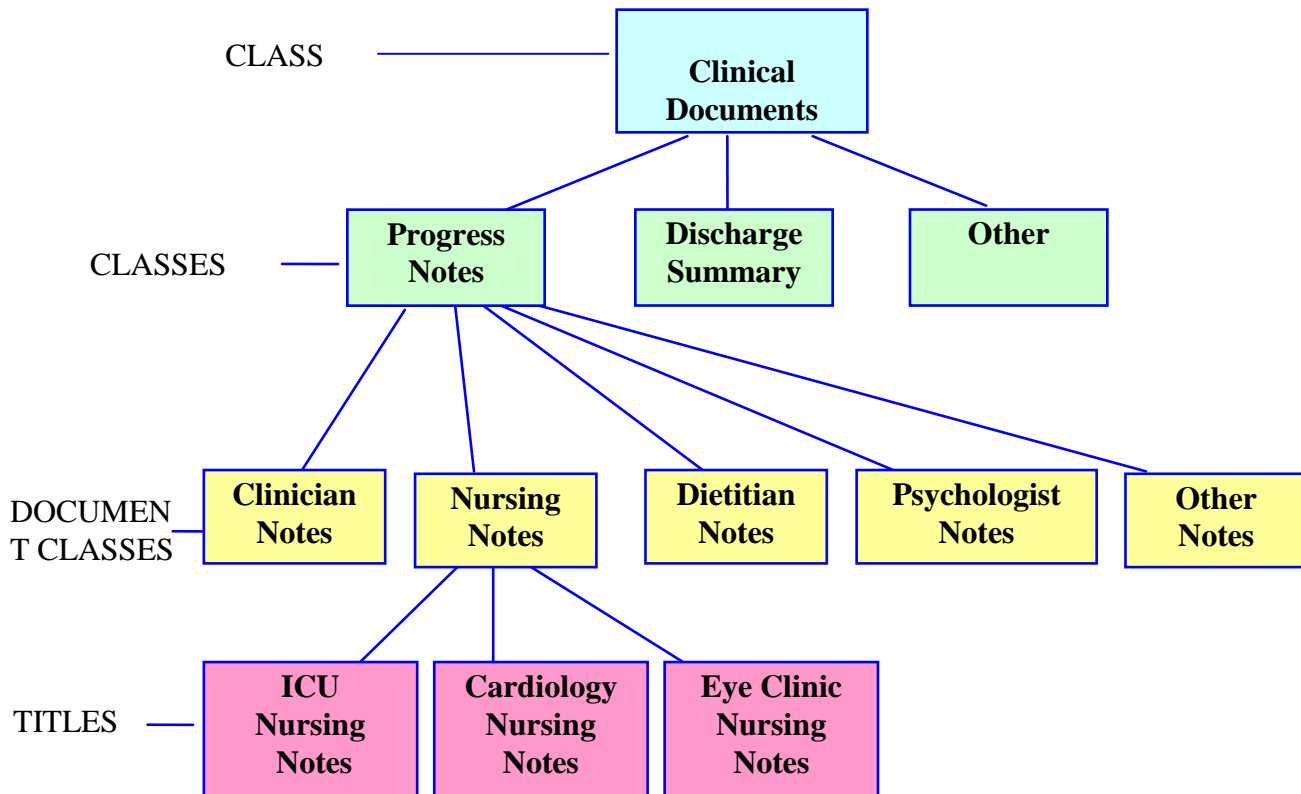 CLASS
Clinical
Documents
CLASSES
Progress
Notes
Discharge
Summary
Other
DOCUMEN
T CLASSES
Clinician
Notes
Nursing
Notes
Dietitian
Notes
Psychologist
Notes
Other
Notes
TITLES
ICU
Nursing
Notes
Cardiology
Nursing
Notes
Eye Clinic
Nursing
Notes